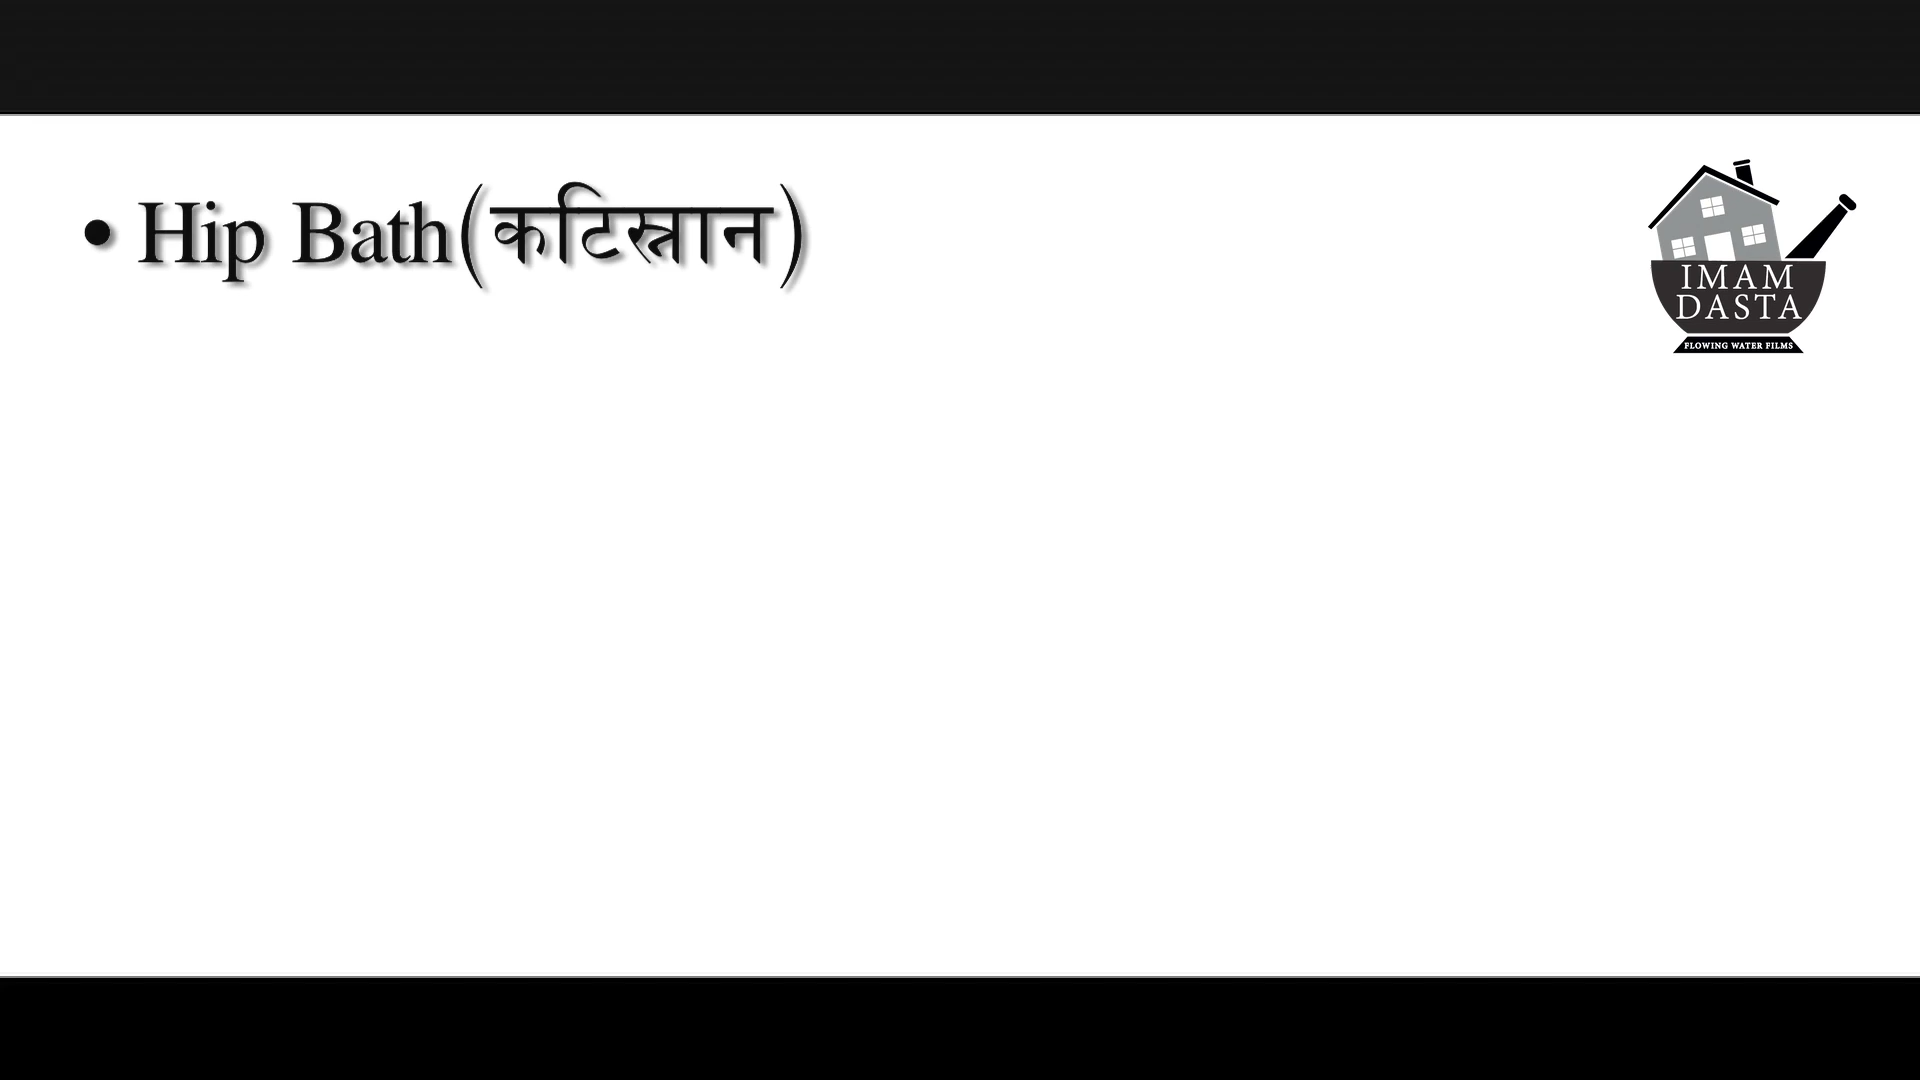 • Hip Bath(कटिस्नान)
IMAM
DASTA
FLOWING WATER FILMS